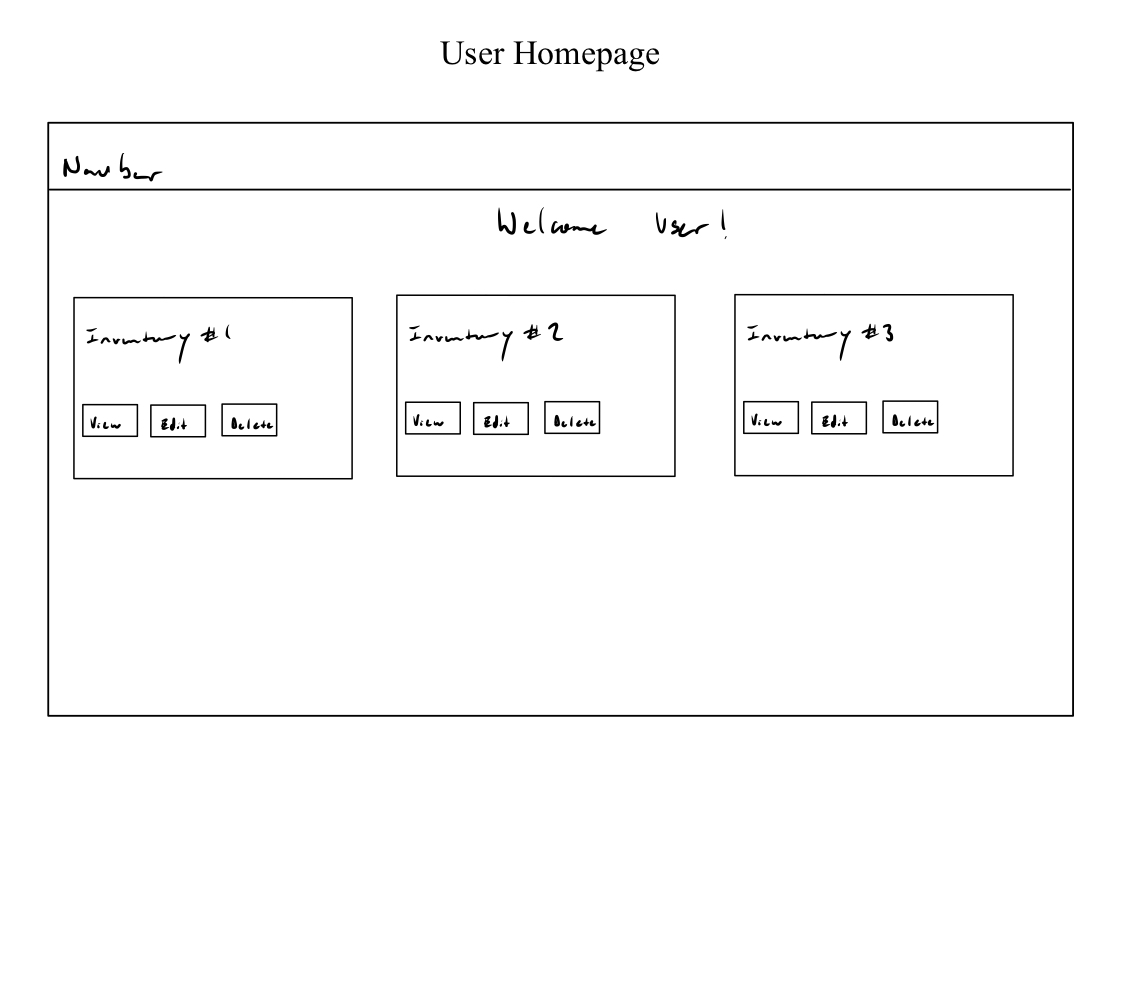 User Homepage
Navbar
Welcome User!
Inventory #1
Inventory #2
Inventory #3
View Edit Delete
View Edit Delete
View Edit Delete